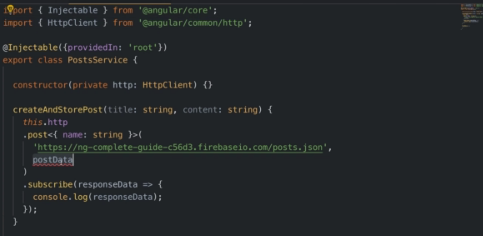 import { Injectable } from '@angular/core';
import { HttpClient } from '@angular/common/http';
@Injectable({providedIn: 'root'})
export class PostsService {
constructor(private http: HttpClient) {}
createAndStorePost(title: string, content: string) {
this.http
.post<{ name: string }>(
'https://ng-complete-guide-c56d3.firebaseio.com/posts.json',
postData
)
.subscribe(responseData => {
console.log(responseData);
});
}